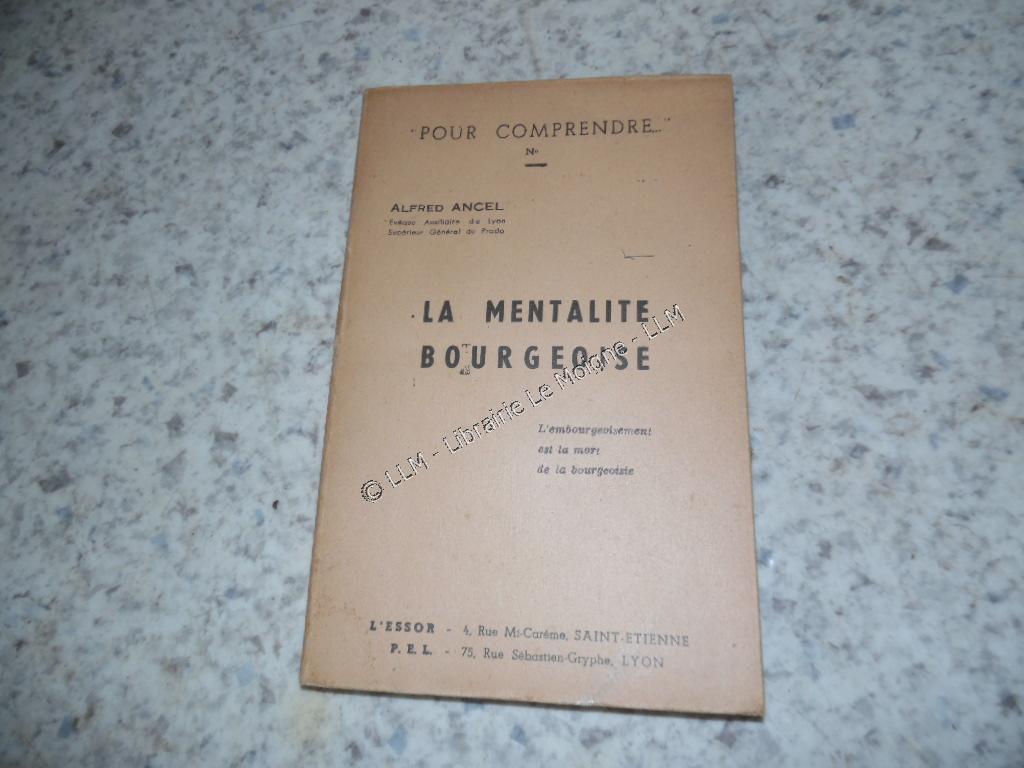 "POUR COMPRENDRE..."
N°
ALFRED ANCEL
Evêque Auxiliaire de Lyon
Supérieur Général du Prado
LA MENTALITE
BOURGEOISE
L'embourgeoisement
est la mort
de la bourgeoisie
© LLM - Librairie Le Moigne - LLM
L'ESSOR - 4, Rue Mi-Carême, SAINT-ETIENNE
P. E. L. - 75, Rue Sébastien-Gryphe, LYON